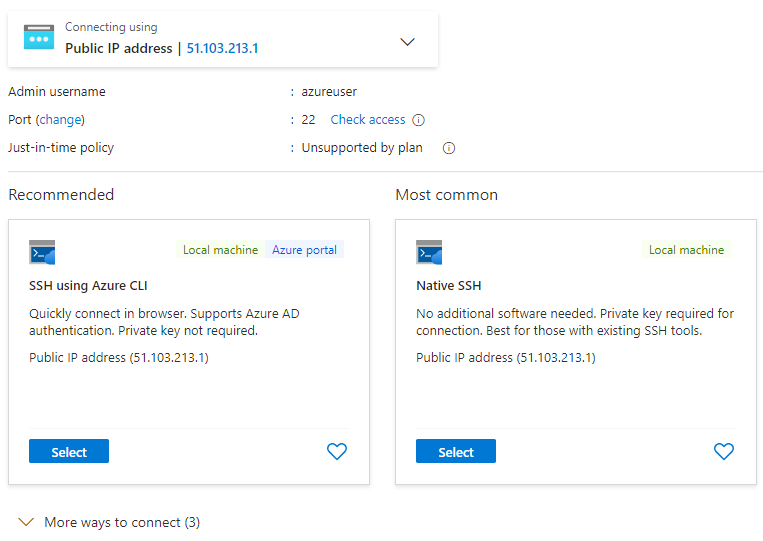 Connecting using
Public IP address | 51.103.213.1
Admin username : azureuser
Port (change) : 22 Check access
Just-in-time policy : Unsupported by plan
Recommended
Most common
Local machine Azure portal
SSH using Azure CLI
Quickly connect in browser. Supports Azure AD
authentication. Private key not required.
Public IP address (51.103.213.1)
Select
Local machine
Native SSH
No additional software needed. Private key required for
connection. Best for those with existing SSH tools.
Public IP address (51.103.213.1)
Select
More ways to connect (3)